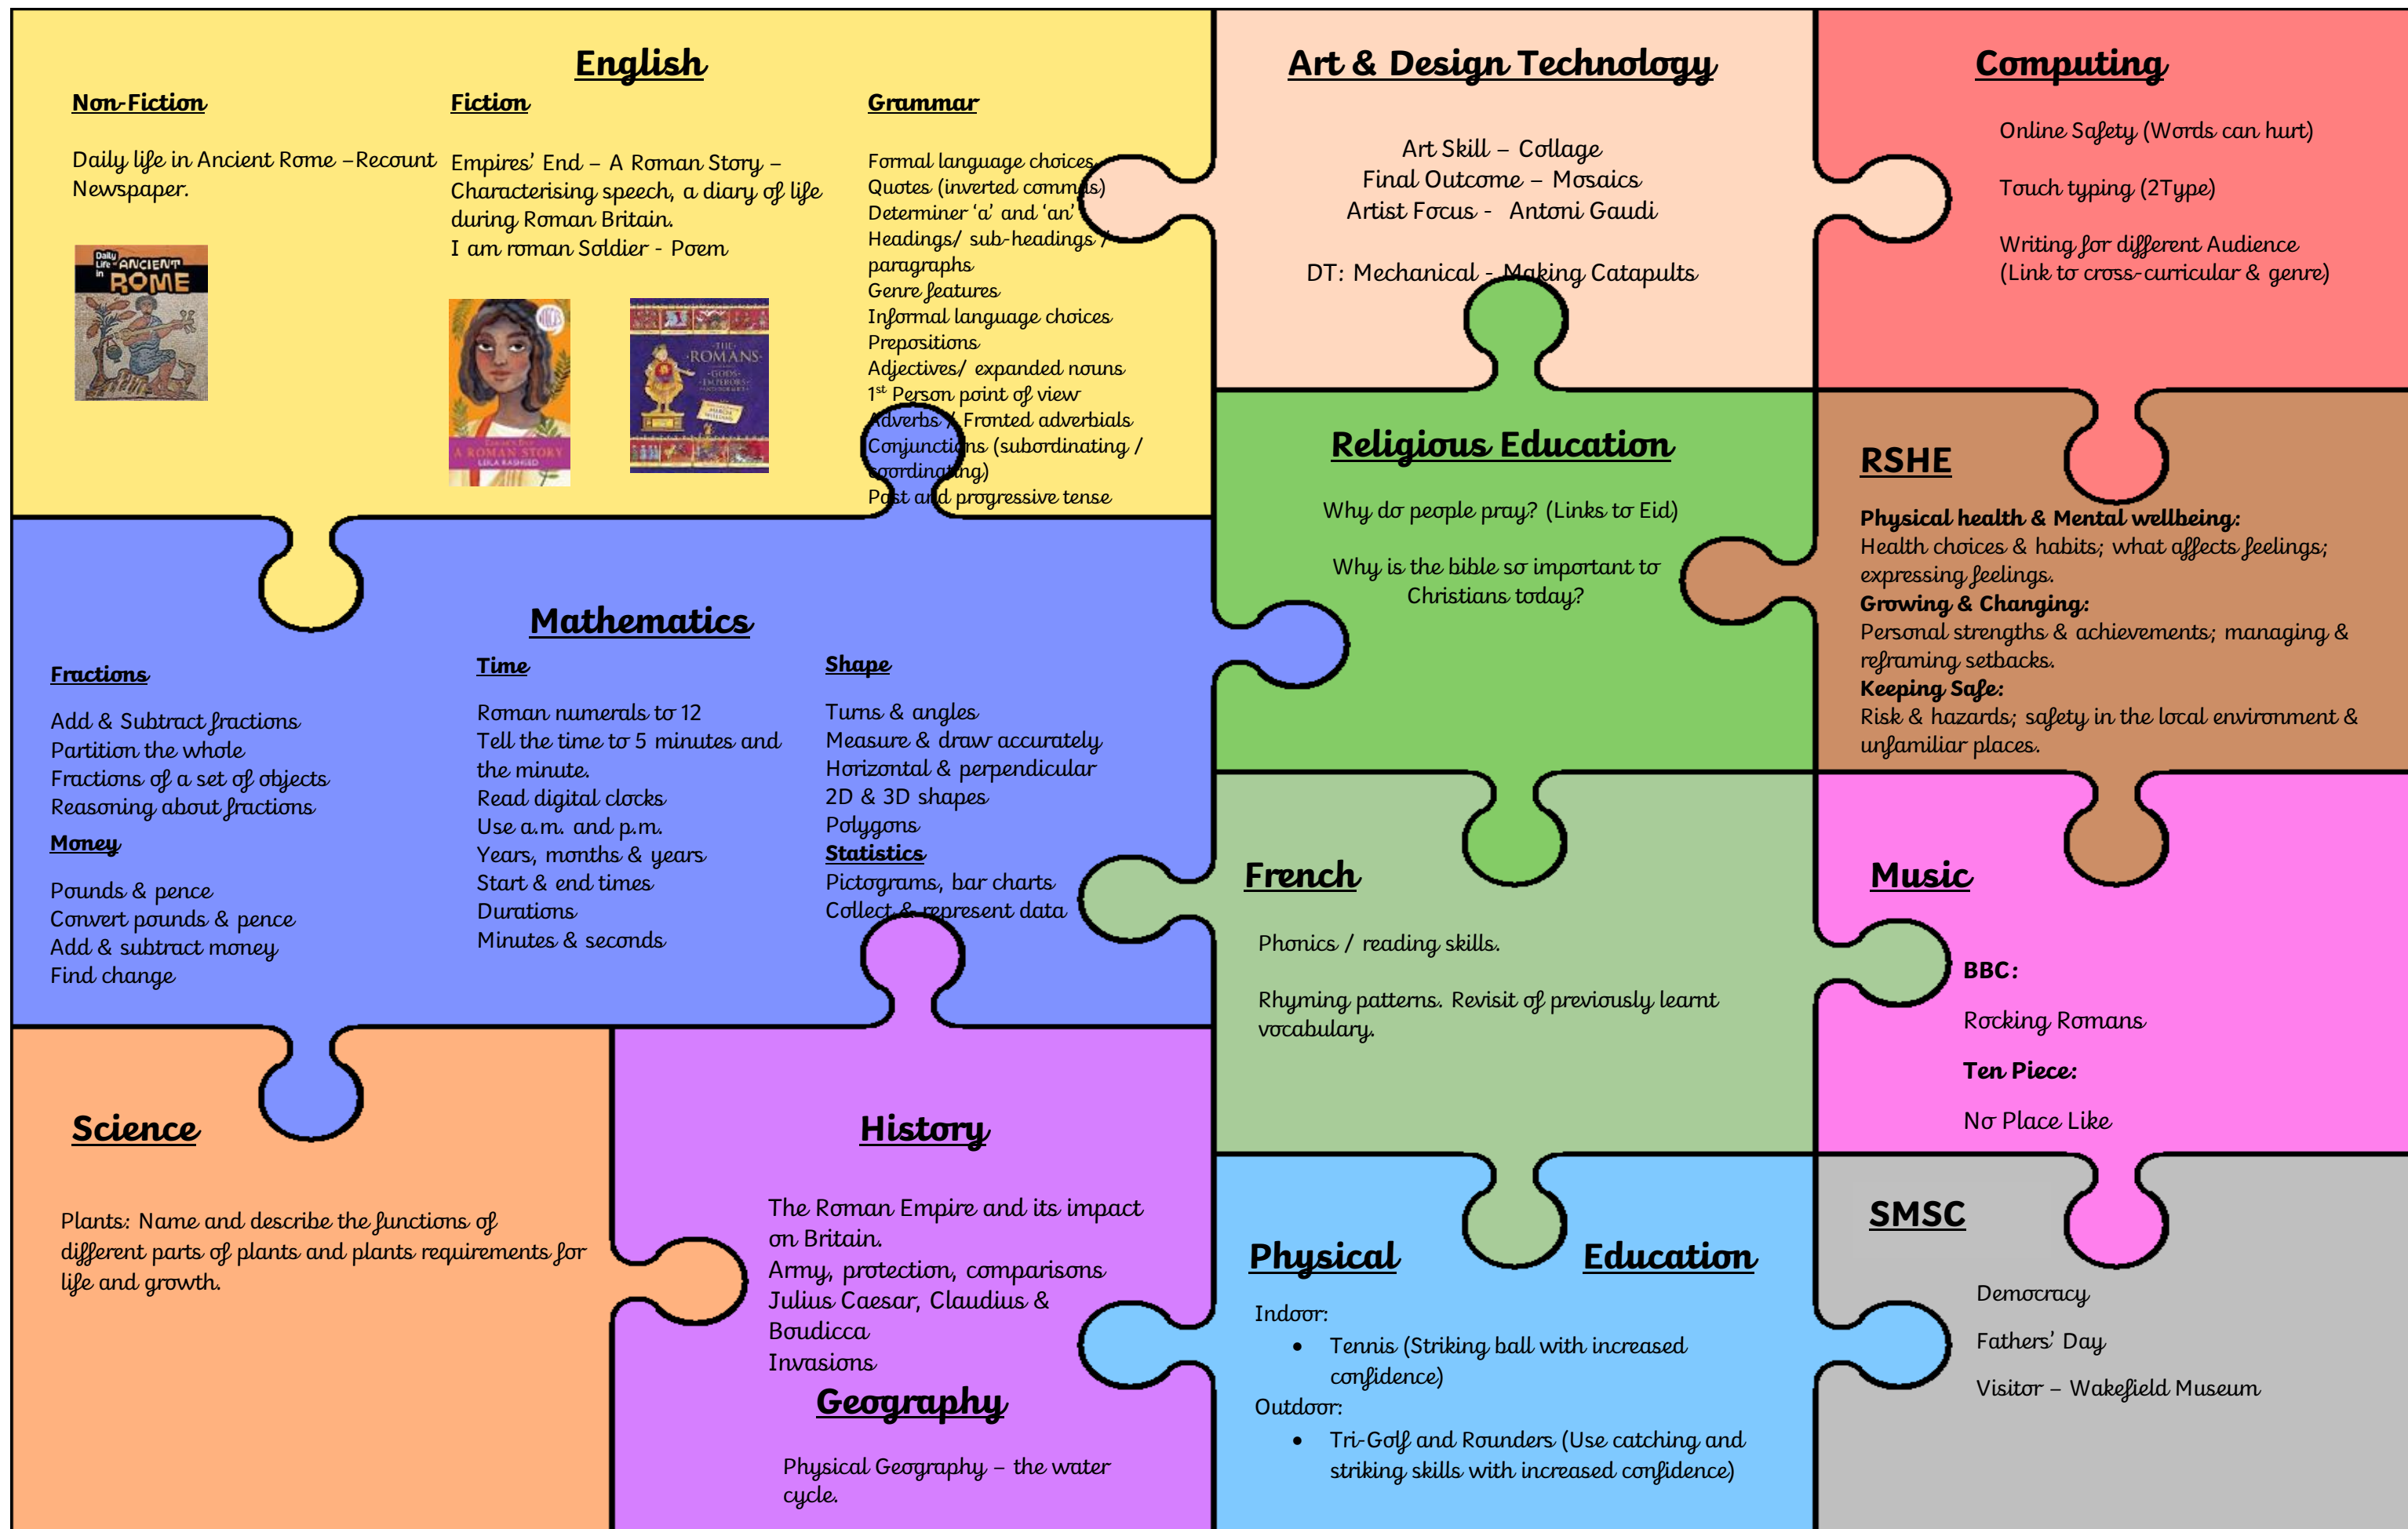 English
Non-Fiction
Daily life in Ancient Rome –Recount
Newspaper.
Daily
Life in ANCIENT
ROME
Fiction
Empires’ End – A Roman Story –
Characterising speech, a diary of life
during Roman Britain.
I am roman Soldier - Poem
A ROMAN STORY
LEILA RASHEED
THE
ROMANS
GODS
EMPERORS
Grammar
Formal language choices
Quotes (inverted commas)
Determiner ‘a’ and ‘an’
Headings/ sub-headings /
paragraphs
Genre features
Informal language choices
Prepositions
Adjectives/ expanded nouns
1st Person point of view
Adverbs / Fronted adverbials
Conjunctions (subordinating /
coordinating)
Past and progressive tense
Art & Design Technology
Art Skill – Collage
Final Outcome – Mosaics
Artist Focus - Antoni Gaudi
DT: Mechanical - Making Catapults
Computing
Online Safety (Words can hurt)
Touch typing (2Type)
Writing for different Audience
(Link to cross-curricular & genre)
Religious Education
Why do people pray? (Links to Eid)
Why is the bible so important to
Christians today?
RSHE
Physical health & Mental wellbeing:
Health choices & habits; what affects feelings;
expressing feelings.
Growing & Changing:
Personal strengths & achievements; managing &
reframing setbacks.
Keeping Safe:
Risk & hazards; safety in the local environment &
unfamiliar places.
Mathematics
Fractions
Add & Subtract fractions
Partition the whole
Fractions of a set of objects
Reasoning about fractions
Money
Pounds & pence
Convert pounds & pence
Add & subtract money
Find change
Time
Roman numerals to 12
Tell the time to 5 minutes and
the minute.
Read digital clocks
Use a.m. and p.m.
Years, months & years
Start & end times
Durations
Minutes & seconds
Shape
Turns & angles
Measure & draw accurately
Horizontal & perpendicular
2D & 3D shapes
Polygons
Statistics
Pictograms, bar charts
Collect & represent data
French
Phonics / reading skills.
Rhyming patterns. Revisit of previously learnt
vocabulary.
Music
BBC:
Rocking Romans
Ten Piece:
No Place Like
Science
Plants: Name and describe the functions of
different parts of plants and plants requirements for
life and growth.
History
The Roman Empire and its impact
on Britain.
Army, protection, comparisons
Julius Caesar, Claudius &
Boudicca
Invasions
Geography
Physical Geography – the water
cycle.
Physical Education
Indoor:
• Tennis (Striking ball with increased
confidence)
Outdoor:
• Tri-Golf and Rounders (Use catching and
striking skills with increased confidence)
SMSC
Democracy
Fathers’ Day
Visitor – Wakefield Museum